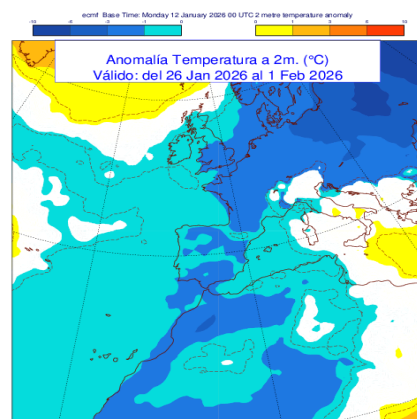 ecmf Base Time: Monday 12 January 2026 00 UTC 2 metre temperature anomaly
Anomalía Temperatura a 2m. (°C)
Válido: del 26 Jan 2026 al 1 Feb 2026